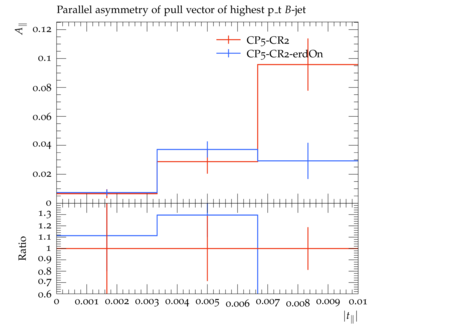 Parallel asymmetry of pull vector of highest p_t B-jet
A∥
0.12
0.1
0.08
0.06
0.04
0.02
0
CP5-CR2
CP5-CR2-erdOn
Ratio
1.3
1.2
1.1
1
0.9
0.8
0.7
0.6
0 0.001 0.002 0.003 0.004 0.005 0.006 0.007 0.008 0.009 0.01
|t∥|